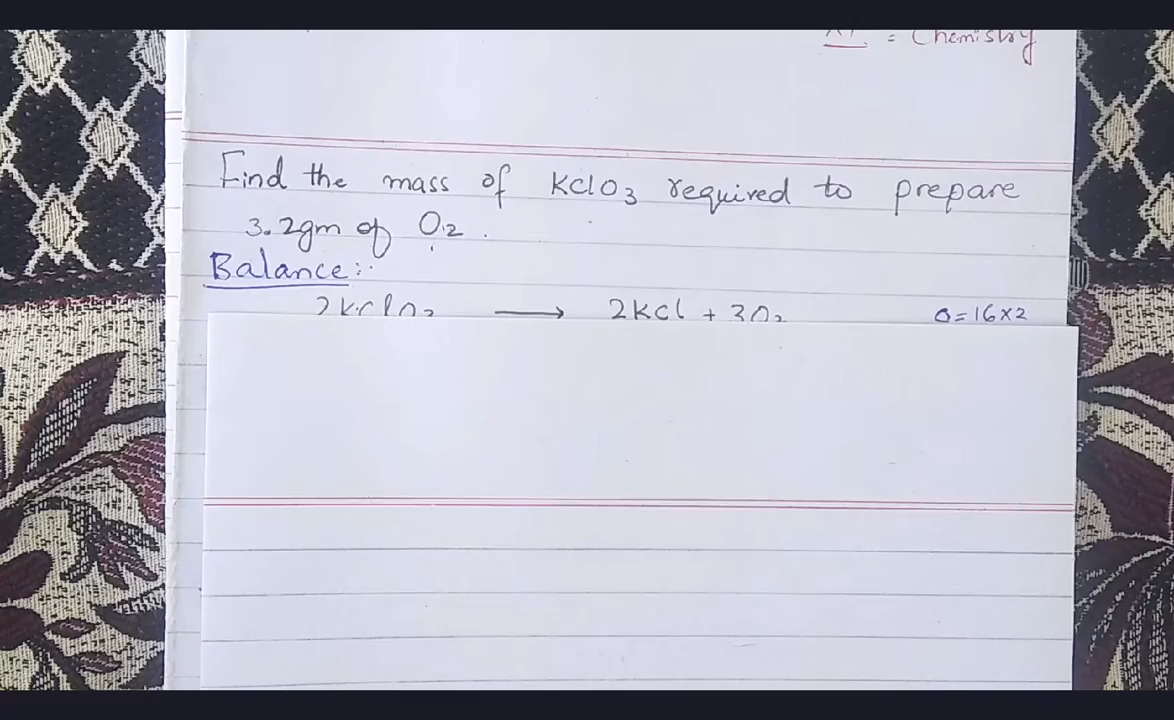 = Chemistry
Find the mass of KClO3 required to prepare
3.2gm of O2.
Balance:-
2KClO3 ⟶ 2KCl + 3O2 O=16×2